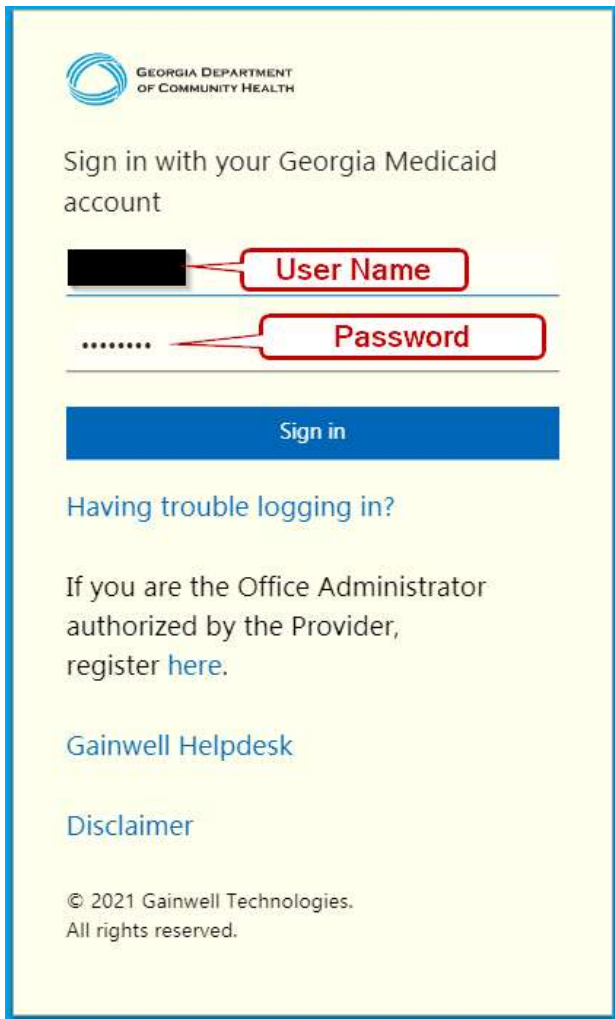 GEORGIA DEPARTMENT
OF COMMUNITY HEALTH
Sign in with your Georgia Medicaid
account
User Name
Password
Sign in
Having trouble logging in?
If you are the Office Administrator
authorized by the Provider,
register here.
Gainwell Helpdesk
Disclaimer
© 2021 Gainwell Technologies.
All rights reserved.